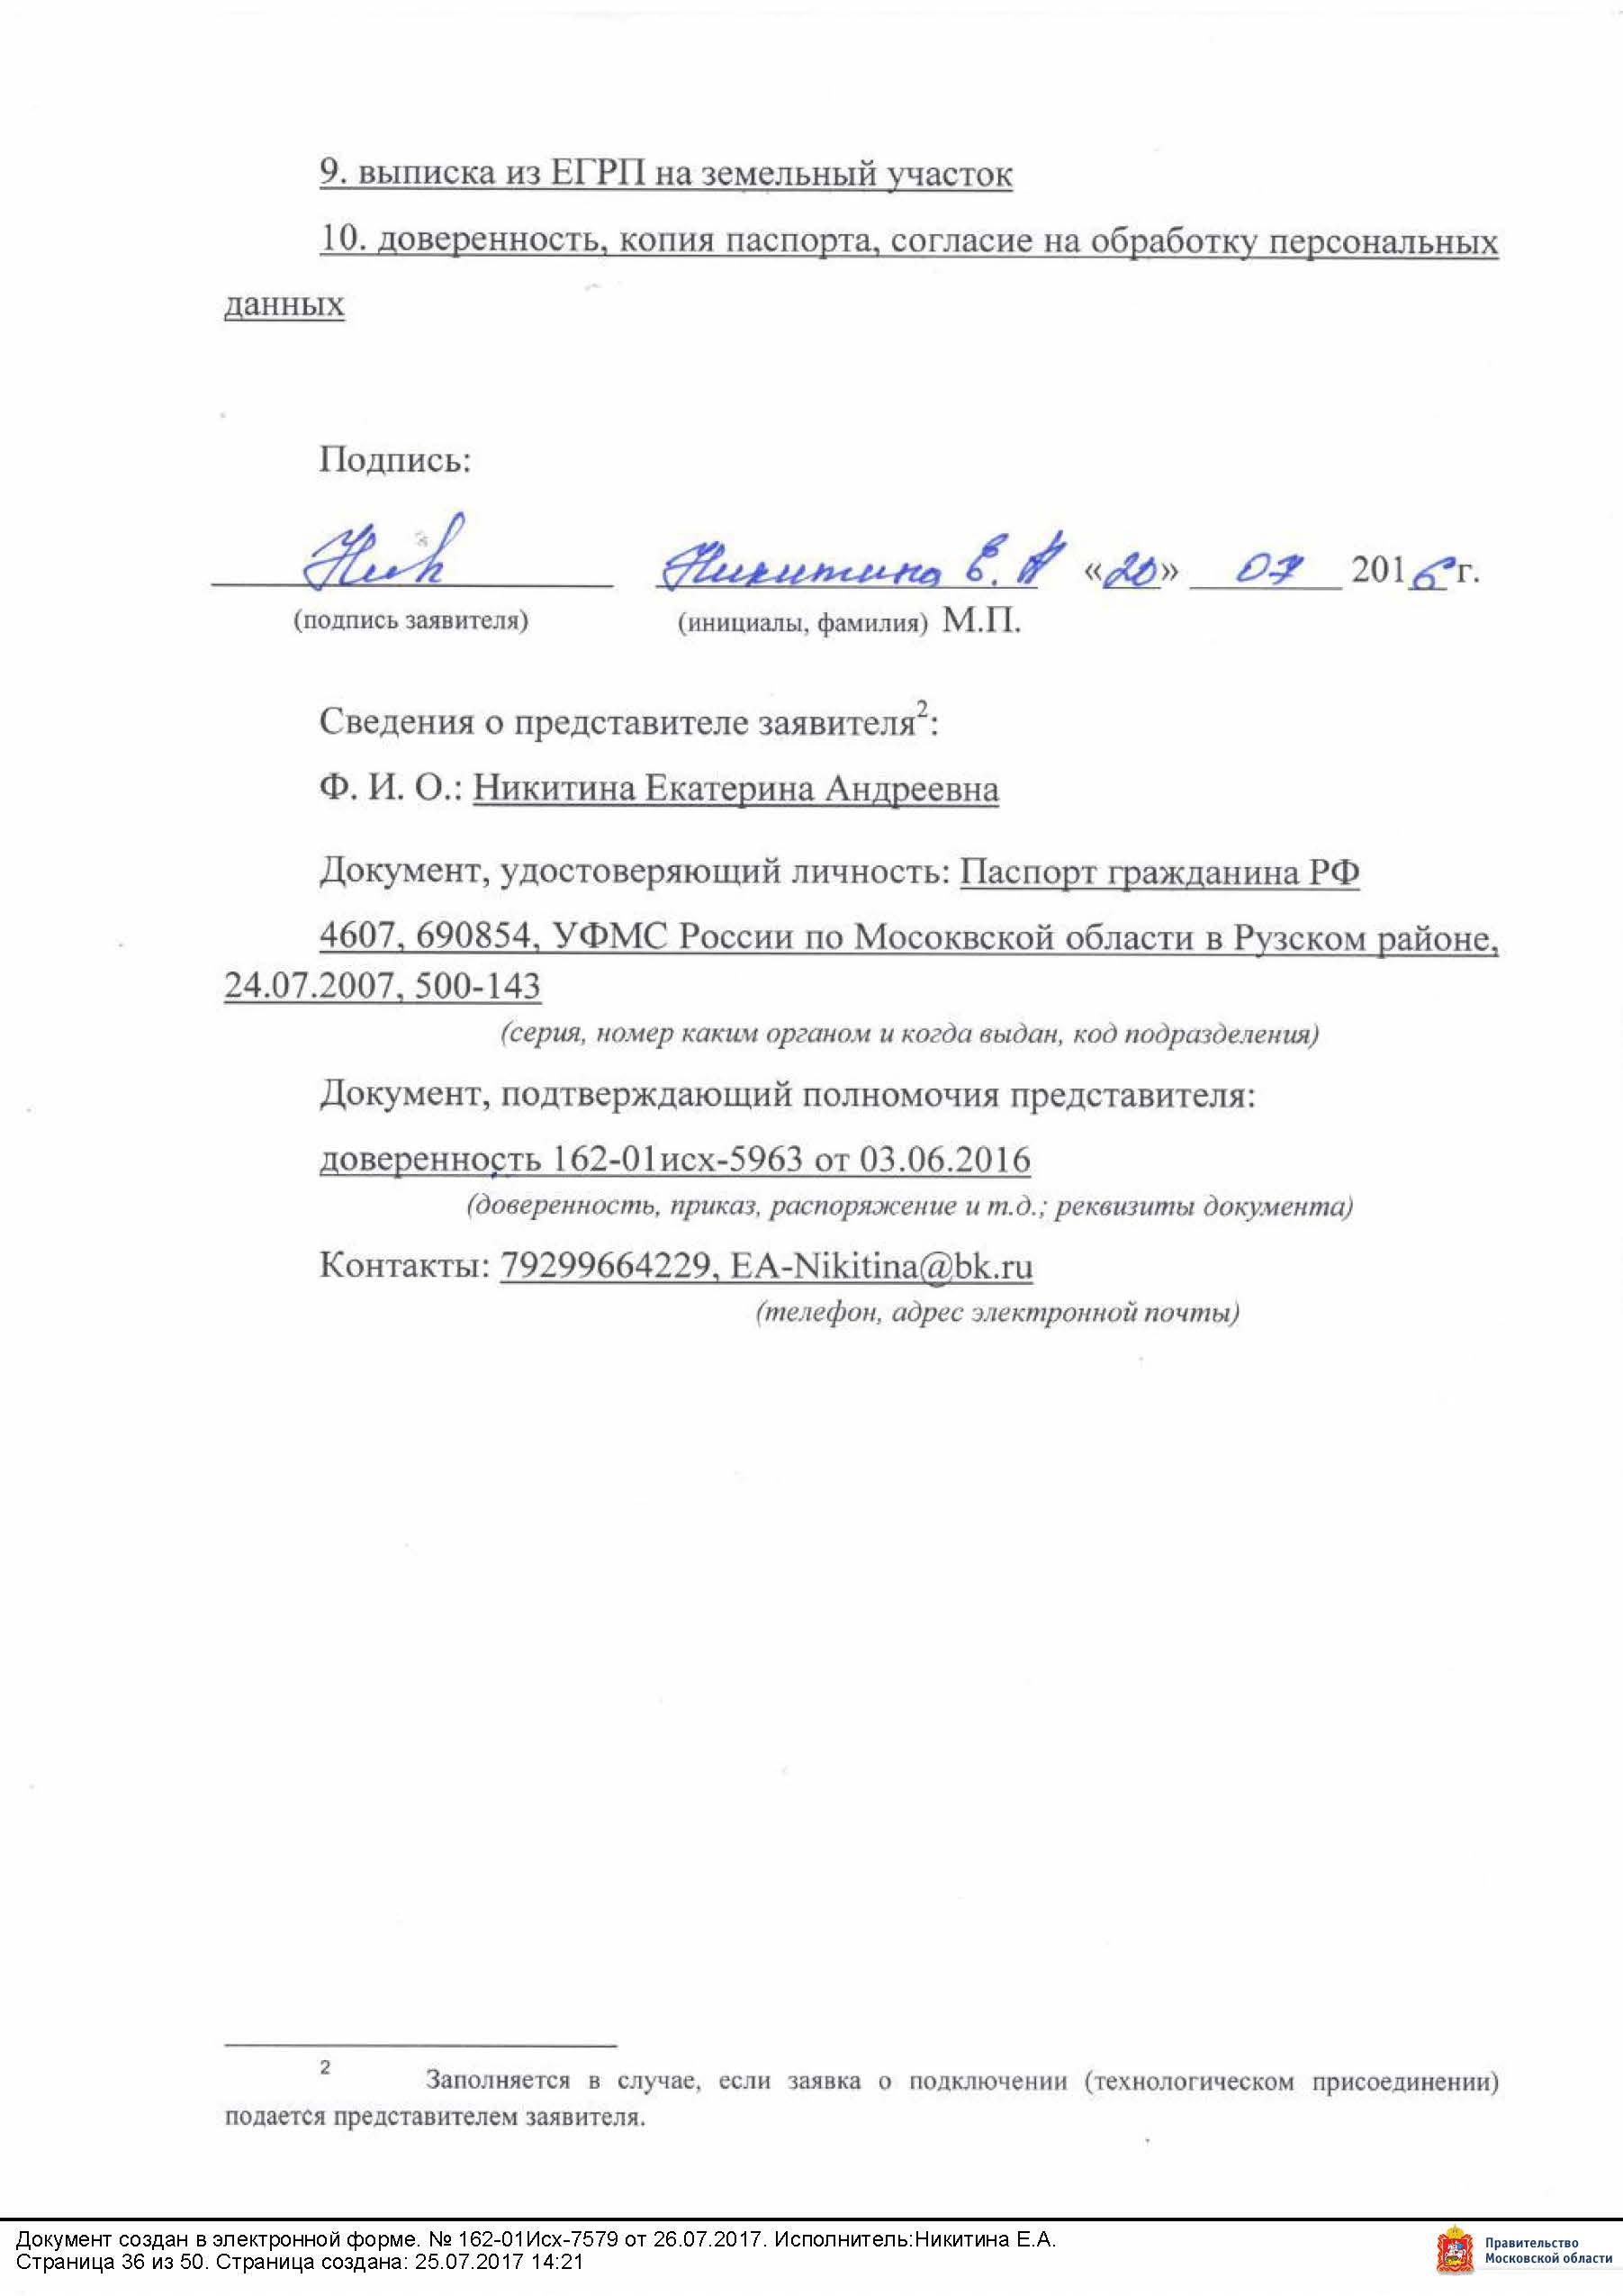 9. выписка из ЕГРП на земельный участок
10. доверенность, копия паспорта, согласие на обработку персональных
данных
Подпись:
Ник Никитина Е. А «20» 07 2016 г.
(подпись заявителя) (инициалы, фамилия) М.П.
Сведения о представителе заявителя2:
Ф. И. О.: Никитина Екатерина Андреевна
Документ, удостоверяющий личность: Паспорт гражданина РФ
4607, 690854, УФМС России по Мосоквской области в Рузском районе,
24.07.2007, 500-143
(серия, номер каким органом и когда выдан, код подразделения)
Документ, подтверждающий полномочия представителя:
доверенность 162-01исх-5963 от 03.06.2016
(доверенность, приказ, распоряжение и т.д.; реквизиты документа)
Контакты: 79299664229, EA-Nikitina@bk.ru
(телефон, адрес электронной почты)
2 Заполняется в случае, если заявка о подключении (технологическом присоединении)
подается представителем заявителя.
Документ создан в электронной форме. № 162-01Исх-7579 от 26.07.2017. Исполнитель:Никитина Е.А.
Страница 36 из 50. Страница создана: 25.07.2017 14:21
Правительство
Московской области